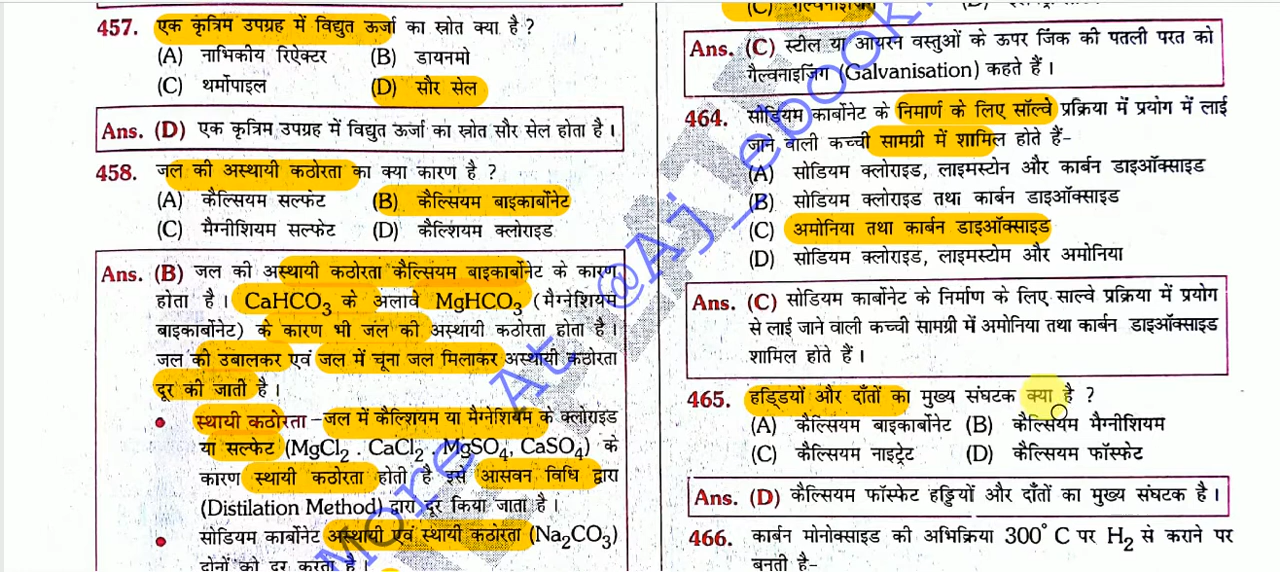 457. एक कृत्रिम उपग्रह में विद्युत ऊर्जा का स्रोत क्या है ?
(A) नाभिकीय रिऐक्टर (B) डायनमो
(C) थर्मोपाइल (D) सौर सेल
Ans. (D) एक कृत्रिम उपग्रह में विद्युत ऊर्जा का स्रोत सौर सेल होता है।
458. जल की अस्थायी कठोरता का क्या कारण है ?
(A) कैल्सियम सल्फेट (B) कैल्सियम बाइकार्बोनेट
(C) मैग्नीशियम सल्फेट (D) कैल्शियम क्लोराइड
Ans. (B) जल की अस्थायी कठोरता कैल्सियम बाइकार्बोनेट के कारण
होता है। CaHCO₃ के अलावे MgHCO₃ (मैग्नेशियम
बाइकार्बोनेट) के कारण भी जल की अस्थायी कठोरता होता है।
जल को उबालकर एवं जल में चूना जल मिलाकर अस्थायी कठोरता
दूर की जाती है।
• स्थायी कठोरता –जल में कैल्शियम या मैग्नेशियम के क्लोराइड
या सल्फेट (MgCl₂ . CaCl₂, MgSO₄, CaSO₄) के
कारण स्थायी कठोरता होती है इसे आसवन विधि द्वारा
(Distilation Method) द्वारा दूर किया जाता है।
• सोडियम कार्बोनेट अस्थायी एवं स्थायी कठोरता (Na₂CO₃)
दोनों को दूर करता है।
(C) गैल्वनाइजिंग
Ans. (C) स्टील या आयरन वस्तुओं के ऊपर जिंक की पतली परत को
गैल्वनाइजिंग (Galvanisation) कहते हैं।
464. सोडियम कार्बोनेट के निर्माण के लिए सॉल्वे प्रक्रिया में प्रयोग में लाई
जाने वाली कच्ची सामग्री में शामिल होते हैं-
(A) सोडियम क्लोराइड, लाइमस्टोन और कार्बन डाइऑक्साइड
(B) सोडियम क्लोराइड तथा कार्बन डाइऑक्साइड
(C) अमोनिया तथा कार्बन डाइऑक्साइड
(D) सोडियम क्लोराइड, लाइमस्टोम और अमोनिया
Ans. (C) सोडियम कार्बोनेट के निर्माण के लिए साल्वे प्रक्रिया में प्रयोग
से लाई जाने वाली कच्ची सामग्री में अमोनिया तथा कार्बन डाइऑक्साइड
शामिल होते हैं।
465. हड्डियों और दाँतों का मुख्य संघटक क्या है ?
(A) कैल्सियम बाइकार्बोनेट (B) कैल्सियम मैग्नीशियम
(C) कैल्सियम नाइट्रेट (D) कैल्सियम फॉस्फेट
Ans. (D) कैल्सियम फॉस्फेट हड्डियों और दाँतों का मुख्य संघटक है।
466. कार्बन मोनोक्साइड की अभिक्रिया 300° C पर H₂ से कराने पर
बनती है–
More At @Aj_ebook